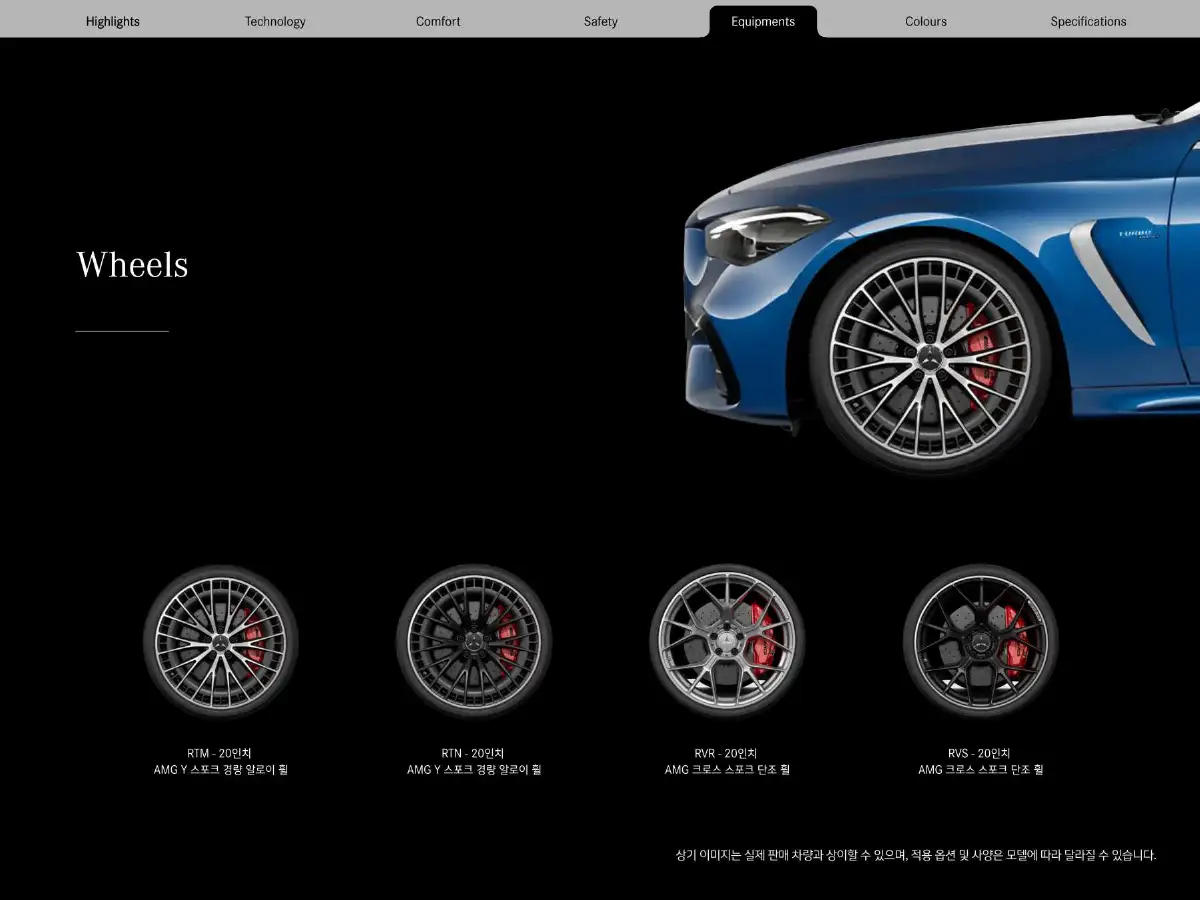 Highlights
Technology
Comfort
Safety
Equipments
Colours
Specifications
Wheels
TURBO
RTM - 20인치
AMG Y 스포크 경량 알로이 휠
RTN - 20인치
AMG Y 스포크 경량 알로이 휠
RVR - 20인치
AMG 크로스 스포크 단조 휠
RVS - 20인치
AMG 크로스 스포크 단조 휠
상기 이미지는 실제 판매 차량과 상이할 수 있으며, 적용 옵션 및 사양은 모델에 따라 달라질 수 있습니다.